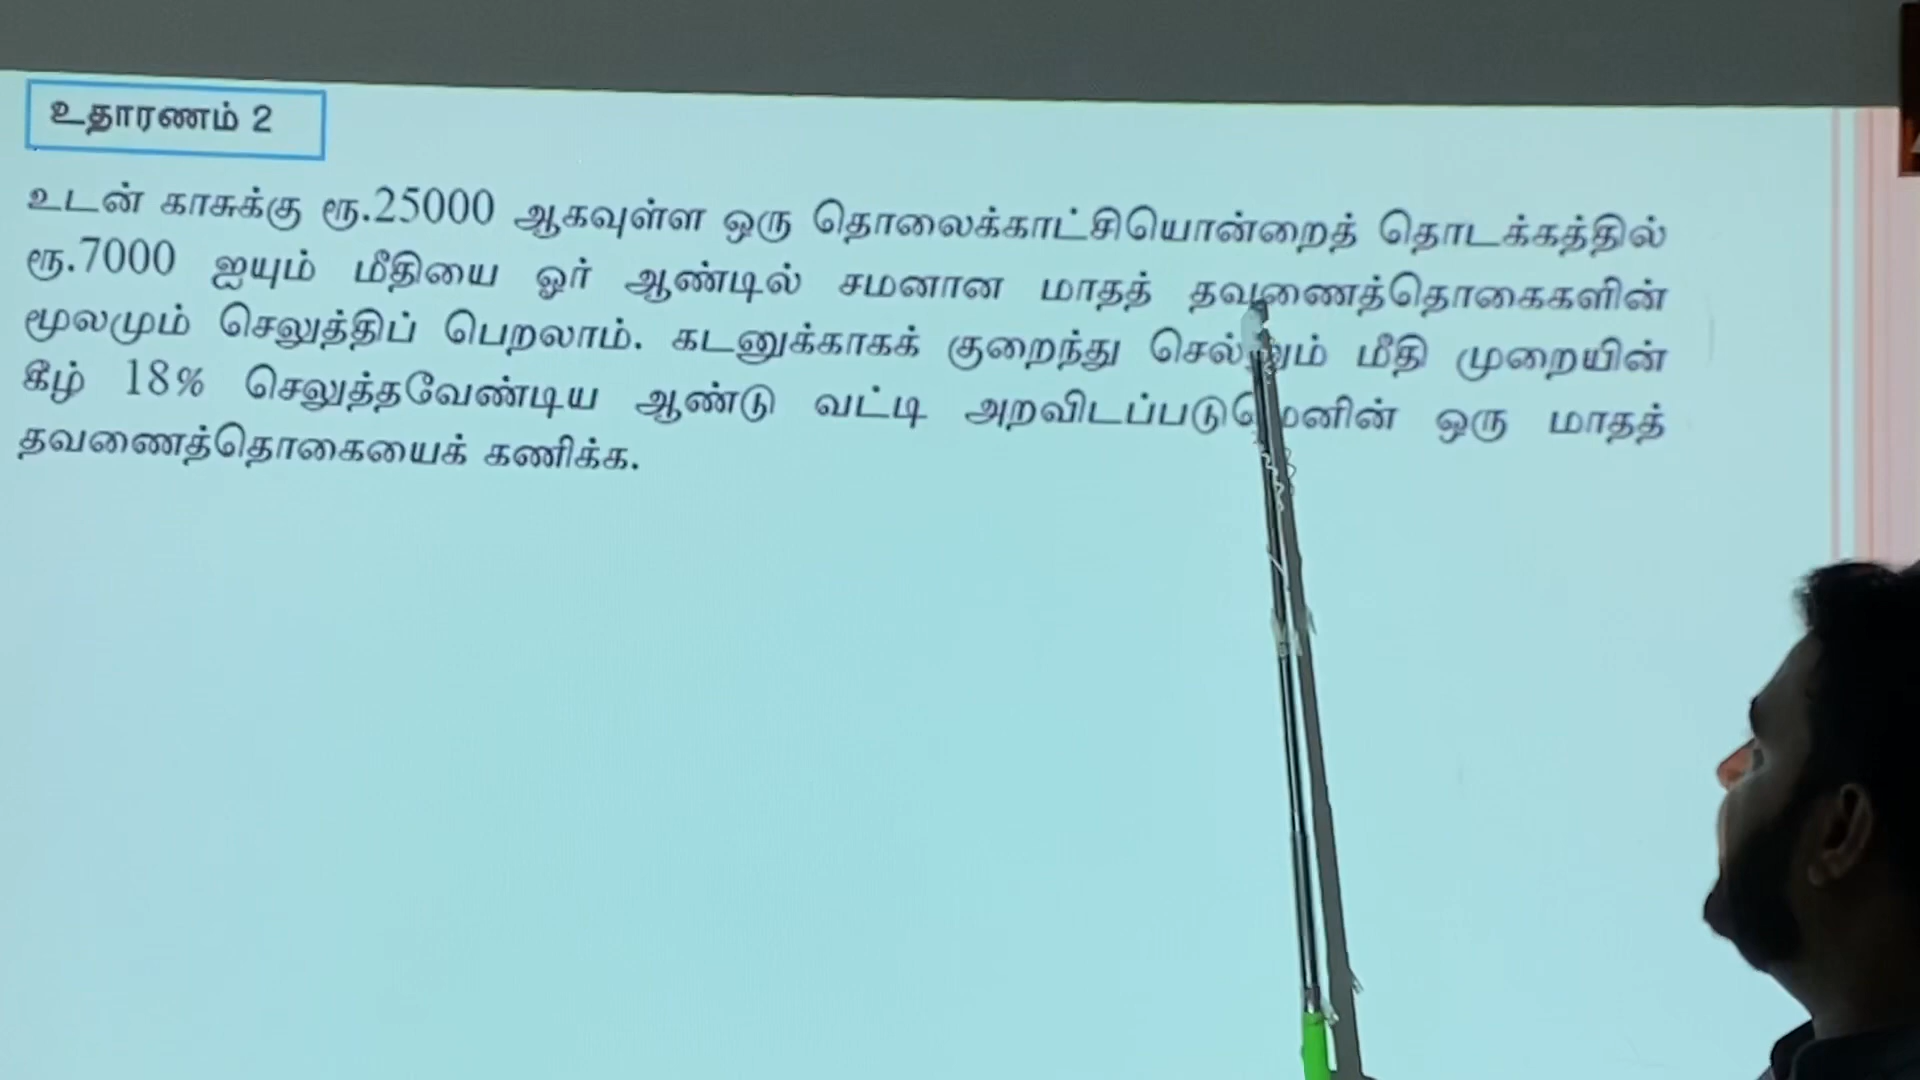 உதாரணம் 2
உடன் காசுக்கு ரூ.25000 ஆகவுள்ள ஒரு தொலைக்காட்சியொன்றைத் தொடக்கத்தில்
ரூ.7000 ஐயும் மீதியை ஓர் ஆண்டில் சமனான மாதத் தவணைத்தொகைகளின்
மூலமும் செலுத்திப் பெறலாம். கடனுக்காகக் குறைந்து செல்லும் மீதி முறையின்
கீழ் 18% செலுத்தவேண்டிய ஆண்டு வட்டி அறவிடப்படுமெனின் ஒரு மாதத்
தவணைத்தொகையைக் கணிக்க.